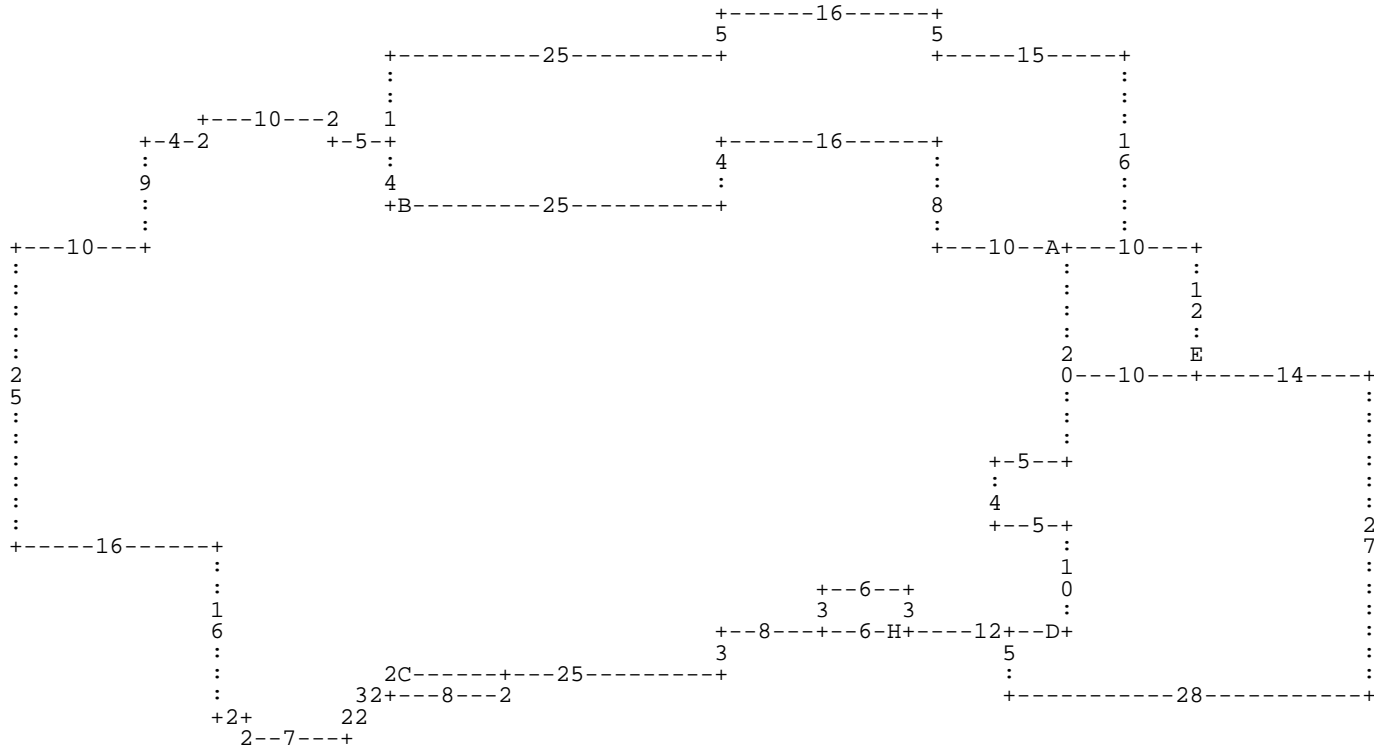 +------16------+
                                                 5              5
                          +----------25----------+              +----15-----+
                          :                                                 :
                          :                                                 :
             +---10---2   1                                                 :
         +-4-2        +-5-+                      +------16------+           1
         :                :                      4              :           6
         9                4                      :              :           :
         :                +B---------25----------+              8           :
         :                                                      :           :
+---10---+                                                      +---10--A+---10---+
:                                                                        :        :
:                                                                        :        1
:                                                                        :        2
:                                                                        :        :
:                                                                        2        E
2                                                                        0---10---+-----14----+
5                                                                        :                    :
:                                                                        :                    :
:                                                                        :                    :
:                                                                   +-5--+                    :
:                                                                   :                         :
:                                                                   4                         :
:                                                                   +--5-+                    2
+-----16------+                                                          :                    7
              :                                                          1                    :
              :                                         +--6--+          0                    :
              1                                         3     3          :                    :
              6                                  +--8---+--6-H+----12+--D+                    :
              :                                  3                   5                        :
              :           2C------+---25---------+                   :                        :
              :         32+---8---2                                  +-----------28-----------+
              +2+      22
                2--7---+